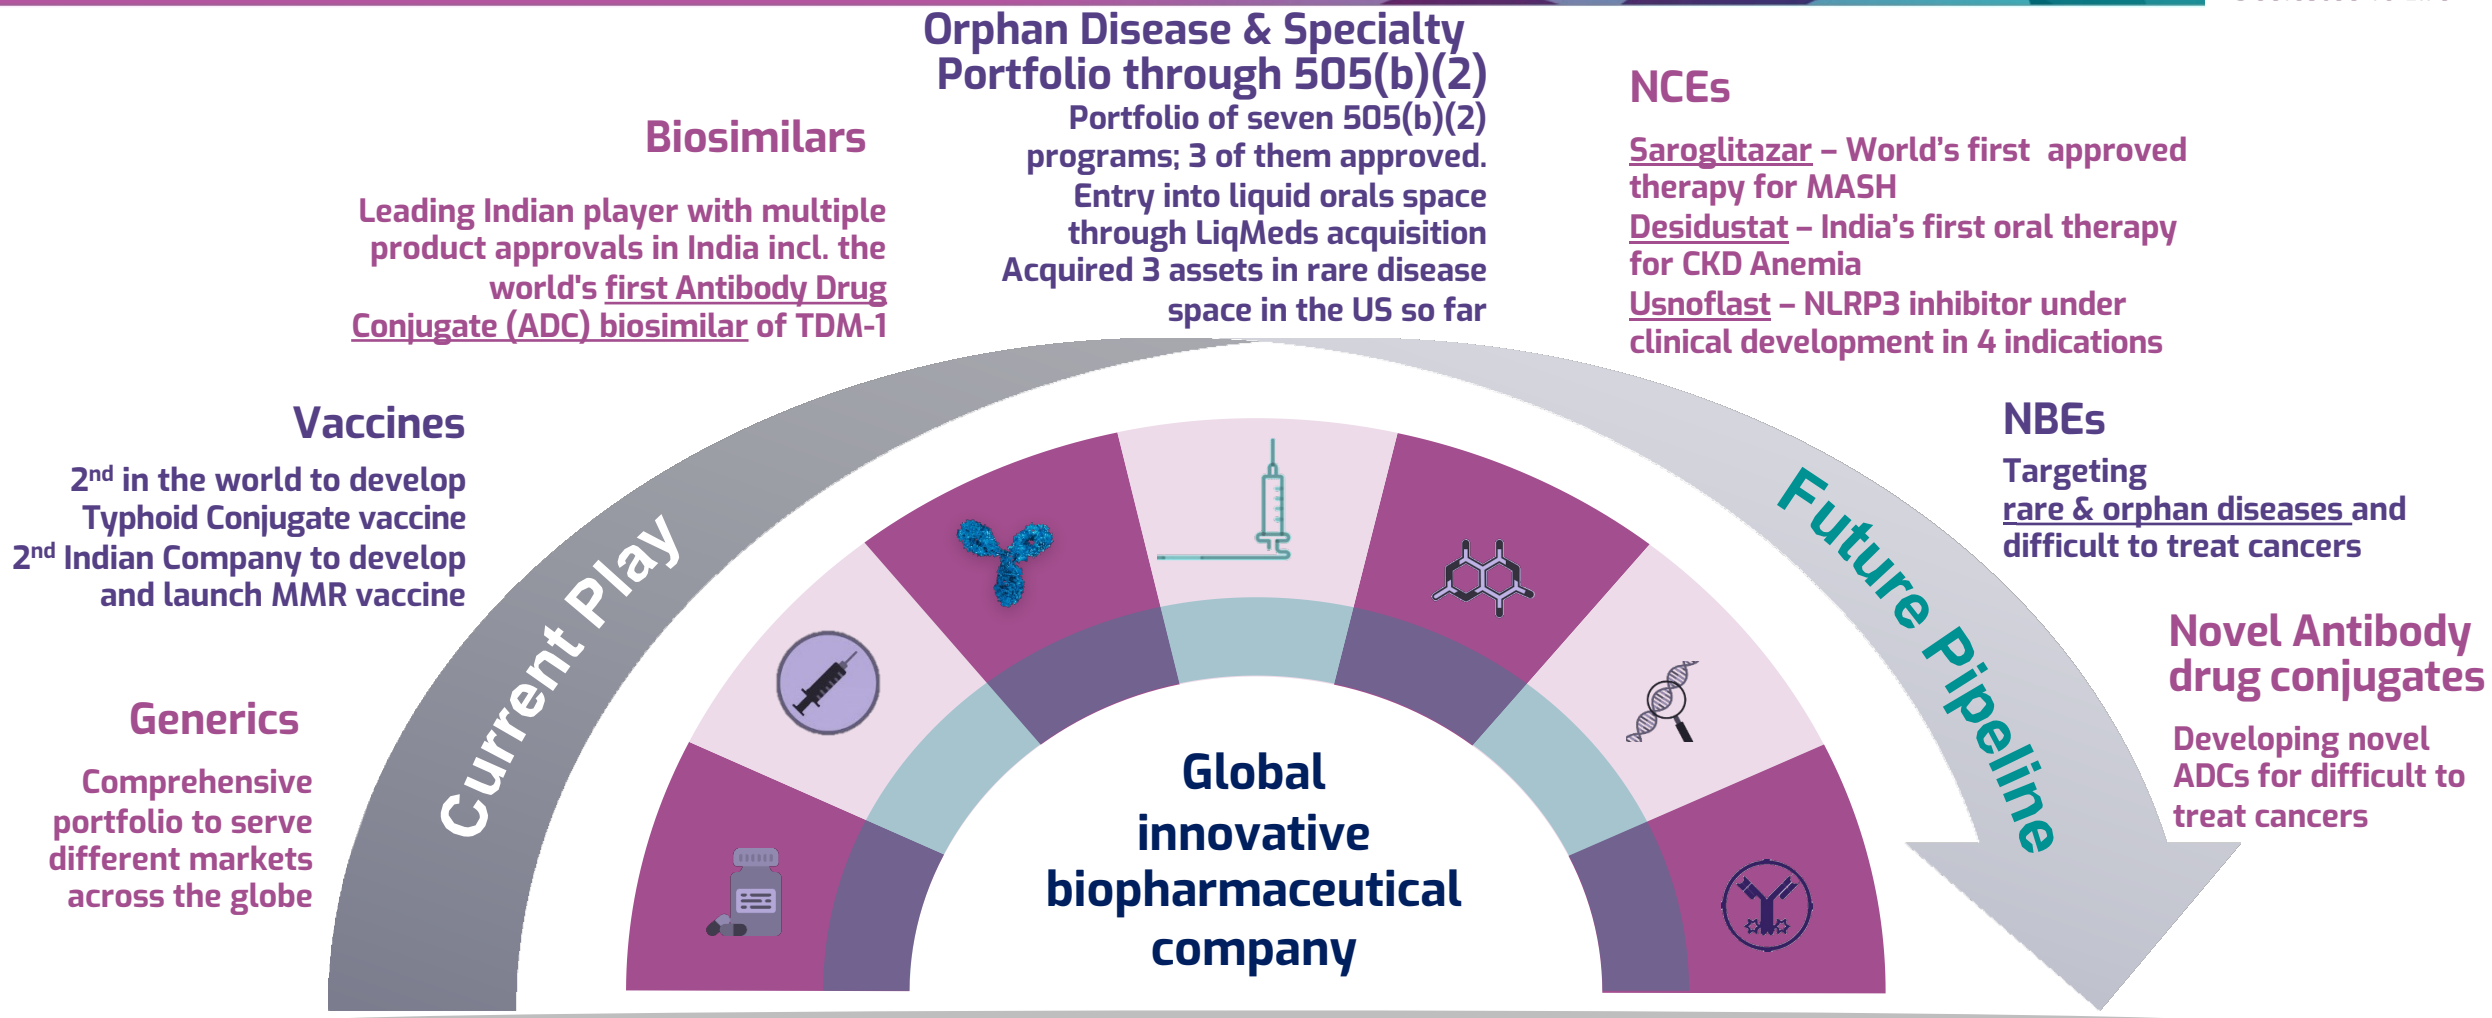 Orphan Disease & Specialty
Portfolio through 505(b)(2)
Portfolio of seven 505(b)(2)
programs; 3 of them approved.
Entry into liquid orals space
through LiqMeds acquisition
Acquired 3 assets in rare disease
space in the US so far
NCEs
Saroglitazar – World's first approved
therapy for MASH
Desidustat – India's first oral therapy
for CKD Anemia
Usnoflast – NLRP3 inhibitor under
clinical development in 4 indications
Biosimilars
Leading Indian player with multiple
product approvals in India incl. the
world's first Antibody Drug
Conjugate (ADC) biosimilar of TDM-1
Vaccines
2nd in the world to develop
Typhoid Conjugate vaccine
2nd Indian Company to develop
and launch MMR vaccine
NBEs
Targeting
rare & orphan diseases and
difficult to treat cancers
Generics
Comprehensive
portfolio to serve
different markets
across the globe
Current Play
Future Pipeline
Novel Antibody
drug conjugates
Developing novel
ADCs for difficult to
treat cancers
Global
innovative
biopharmaceutical
company